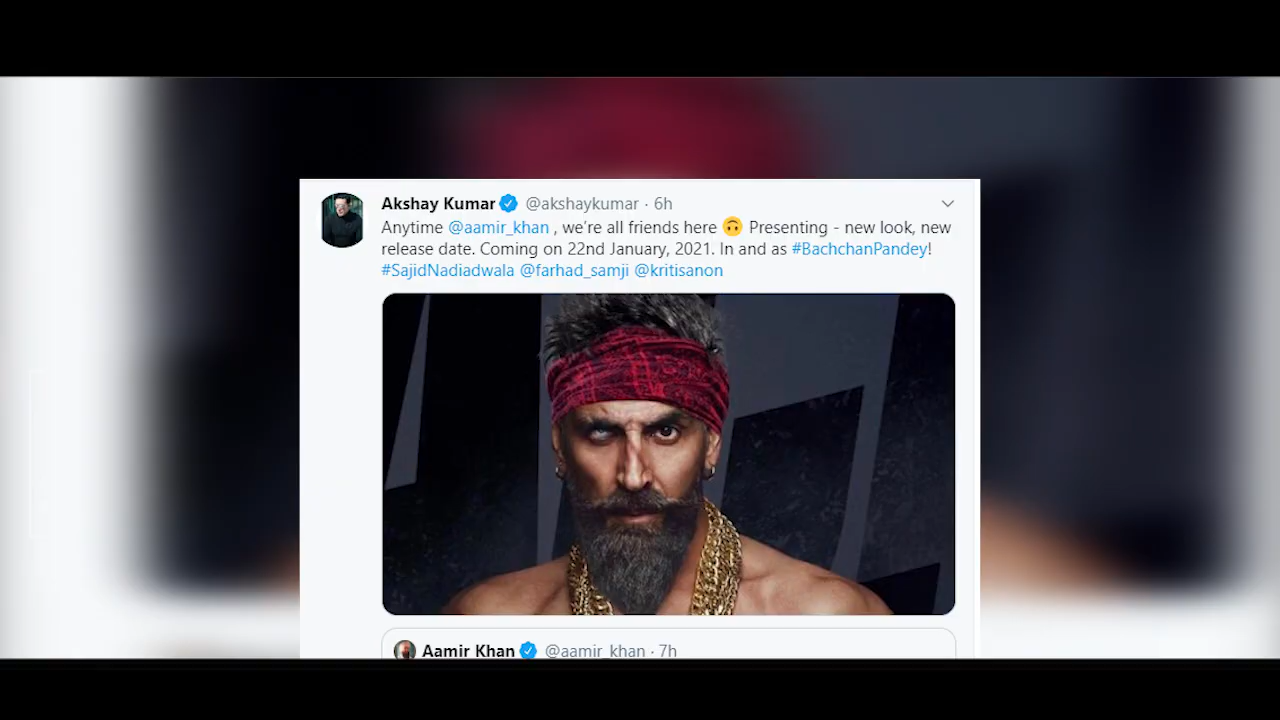 Akshay Kumar @akshaykumar · 6h
Anytime @aamir_khan , we're all friends here 🙃 Presenting - new look, new
release date. Coming on 22nd January, 2021. In and as #BachchanPandey!
#SajidNadiadwala @farhad_samji @kritisanon
Aamir Khan @aamir_khan · 7h